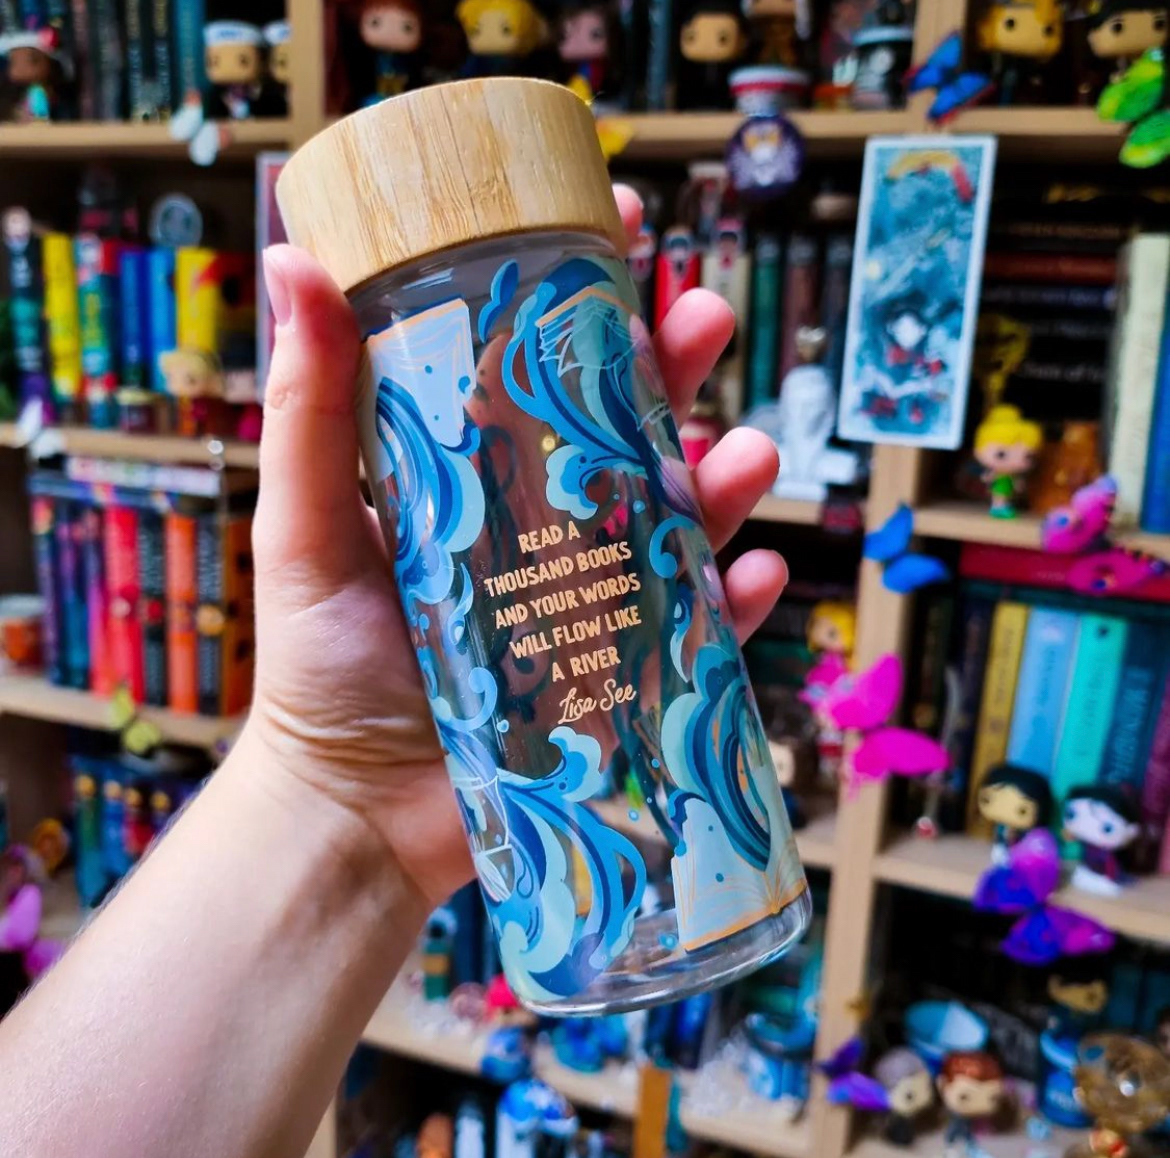 READ A
THOUSAND BOOKS
AND YOUR WORDS
WILL FLOW LIKE
A RIVER
Lisa See